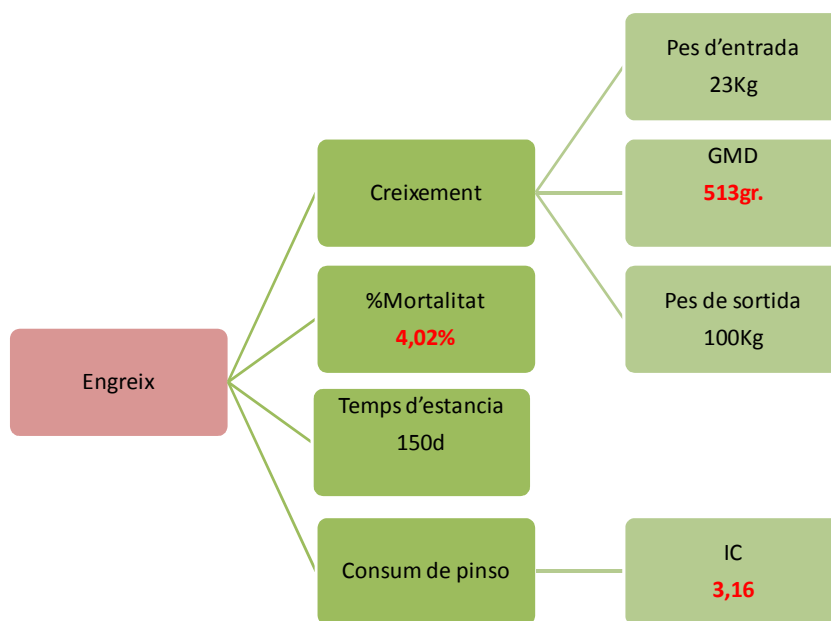 Engreix
Creixement
Pes d’entrada
23Kg
GMD
513gr.
Pes de sortida
100Kg
%Mortalitat
4,02%
Temps d’estancia
150d
Consum de pinso
IC
3,16